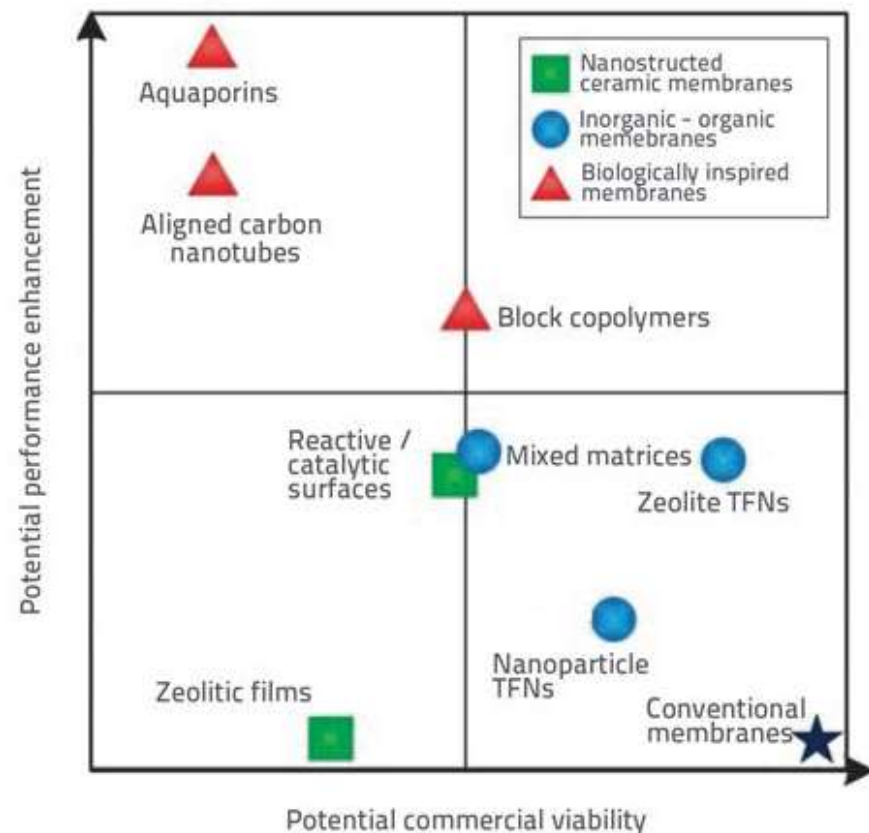 Potential performance enhancement
Aquaporins
Nanostructed
ceramic membranes
Inorganic - organic
memebranes
Biologically inspired
membranes
Aligned carbon
nanotubes
Block copolymers
Reactive /
catalytic
surfaces
Mixed matrices
Zeolite TFNs
Nanoparticle
TFNs
Zeolitic films
Conventional
membranes
Potential commercial viability